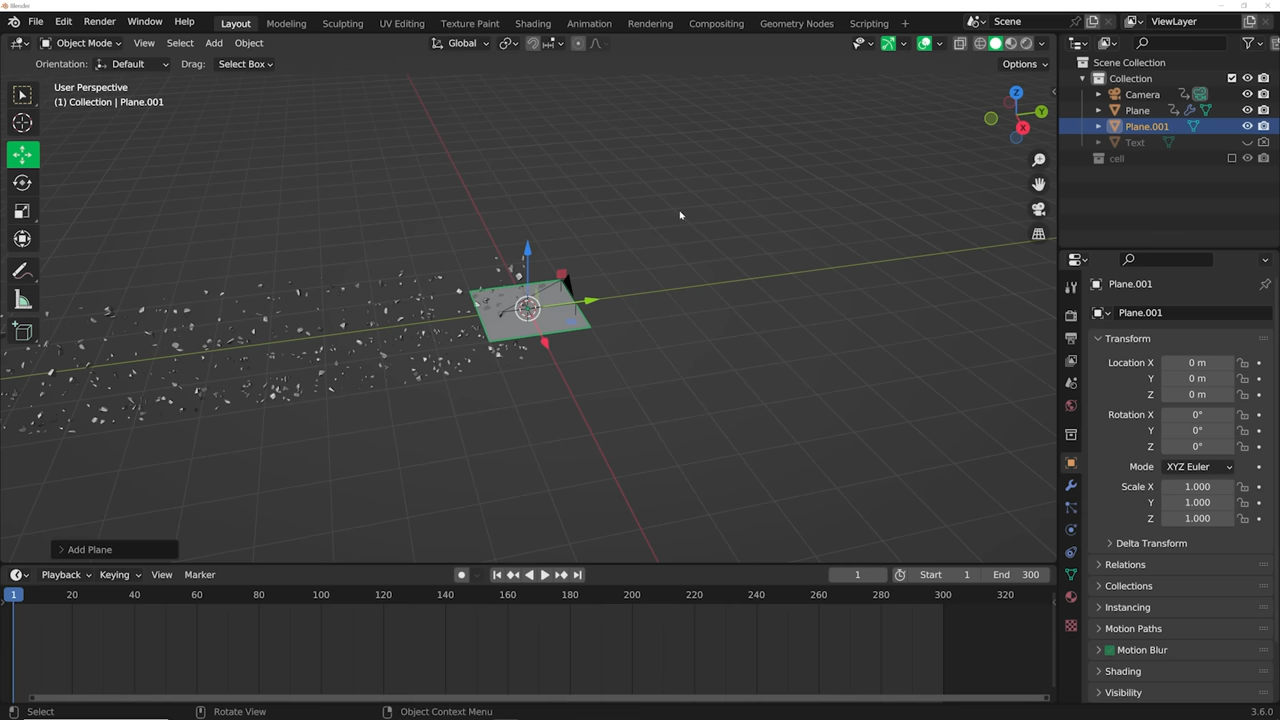 Blender
File Edit Render Window Help
Layout Modeling Sculpting UV Editing Texture Paint Shading Animation Rendering Compositing Geometry Nodes Scripting +
Scene
ViewLayer
Object Mode View Select Add Object
Global
Orientation: Default Drag: Select Box
Options
User Perspective
(1) Collection | Plane.001
Z
Y
X
Scene Collection
Collection
Camera
Plane
Plane.001
Text
cell
Plane.001
Plane.001
Transform
Location X 0 m
Y 0 m
Z 0 m
Rotation X 0°
Y 0°
Z 0°
Mode XYZ Euler
Scale X 1.000
Y 1.000
Z 1.000
Delta Transform
Relations
Collections
Instancing
Motion Paths
Motion Blur
Shading
Visibility
Add Plane
Playback Keying View Marker
1 Start 1 End 300
1 20 40 60 80 100 120 140 160 180 200 220 240 260 280 300 320
Select Rotate View Object Context Menu
3.6.0